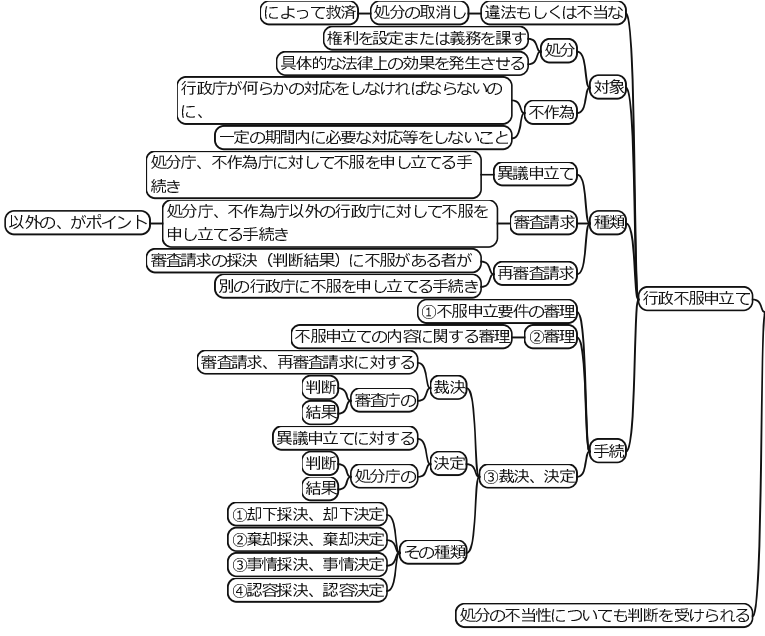 行政不服申立て
違法もしくは不当な
処分の取消し
によって救済
対象
処分
権利を設定または義務を課す
具体的な法律上の効果を発生させる
不作為
行政庁が何らかの対応をしなければならないの
に、
一定の期間内に必要な対応等をしないこと
種類
異議申立て
処分庁、不作為庁に対して不服を申し立てる手
続き
審査請求
処分庁、不作為庁以外の行政庁に対して不服を
申し立てる手続き
以外の、がポイント
再審査請求
審査請求の採決（判断結果）に不服がある者が
別の行政庁に不服を申し立てる手続き
手続
①不服申立要件の審理
②審理
不服申立ての内容に関する審理
③裁決、決定
裁決
審査請求、再審査請求に対する
審査庁の
判断
結果
決定
異議申立てに対する
処分庁の
判断
結果
その種類
①却下採決、却下決定
②棄却採決、棄却決定
③事情採決、事情決定
④認容採決、認容決定
処分の不当性についても判断を受けられる